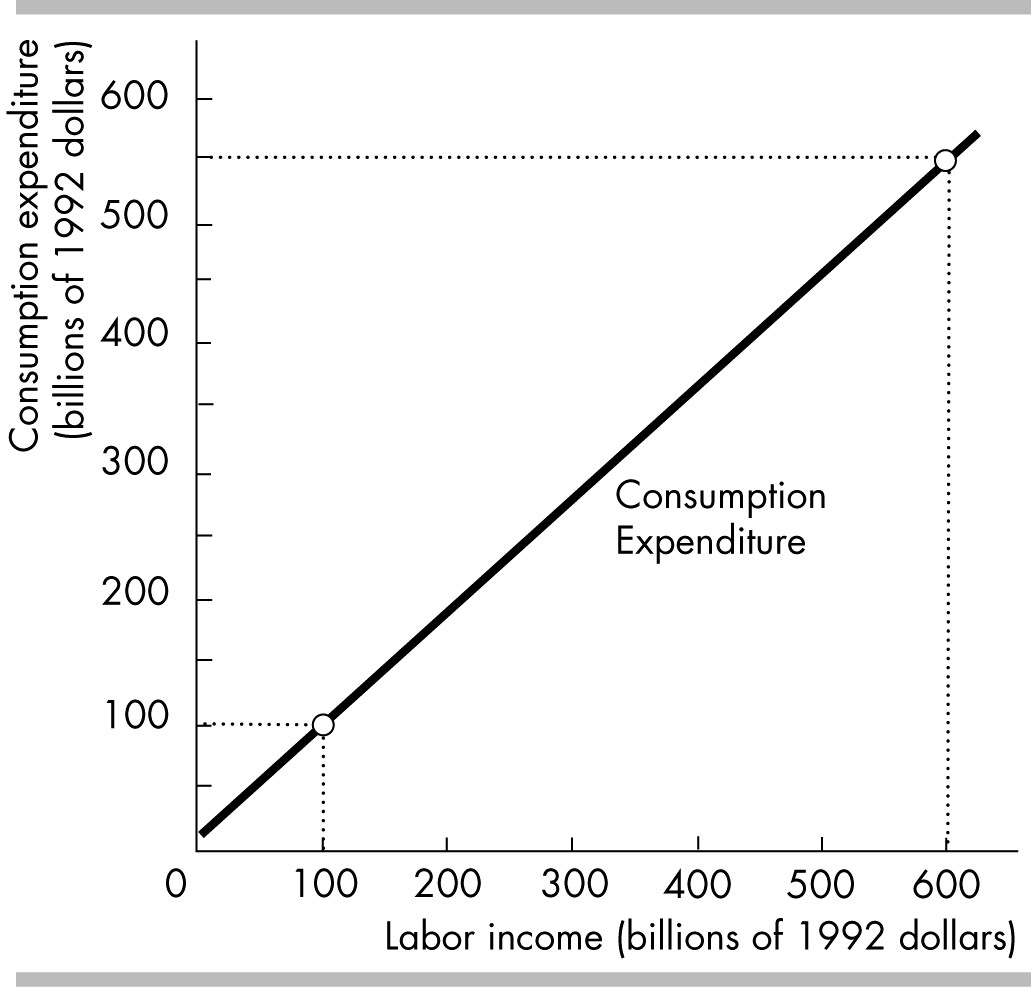 Consumption expenditure
(billions of 1992 dollars)
600
500
400
300
200
100
Consumption
Expenditure
0 100 200 300 400 500 600
Labor income (billions of 1992 dollars)